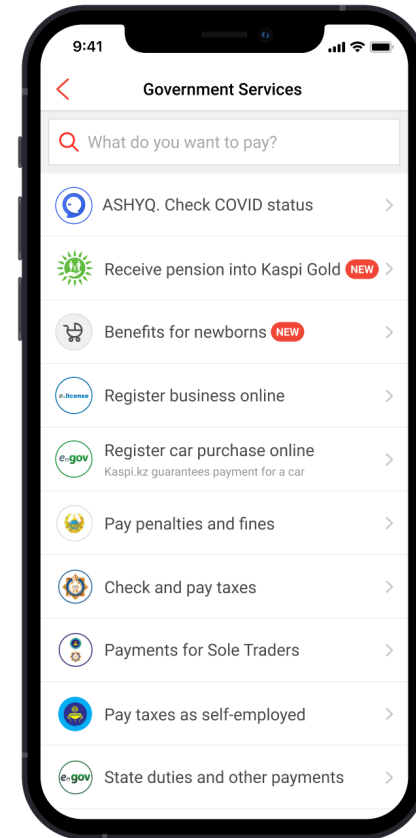 9:41
Government Services
What do you want to pay?
ASHYQ. Check COVID status
Receive pension into Kaspi Gold NEW
Benefits for newborns NEW
e-license
Register business online
e-gov
Register car purchase online
Kaspi.kz guarantees payment for a car
Pay penalties and fines
Check and pay taxes
Payments for Sole Traders
Pay taxes as self-employed
e-gov
State duties and other payments